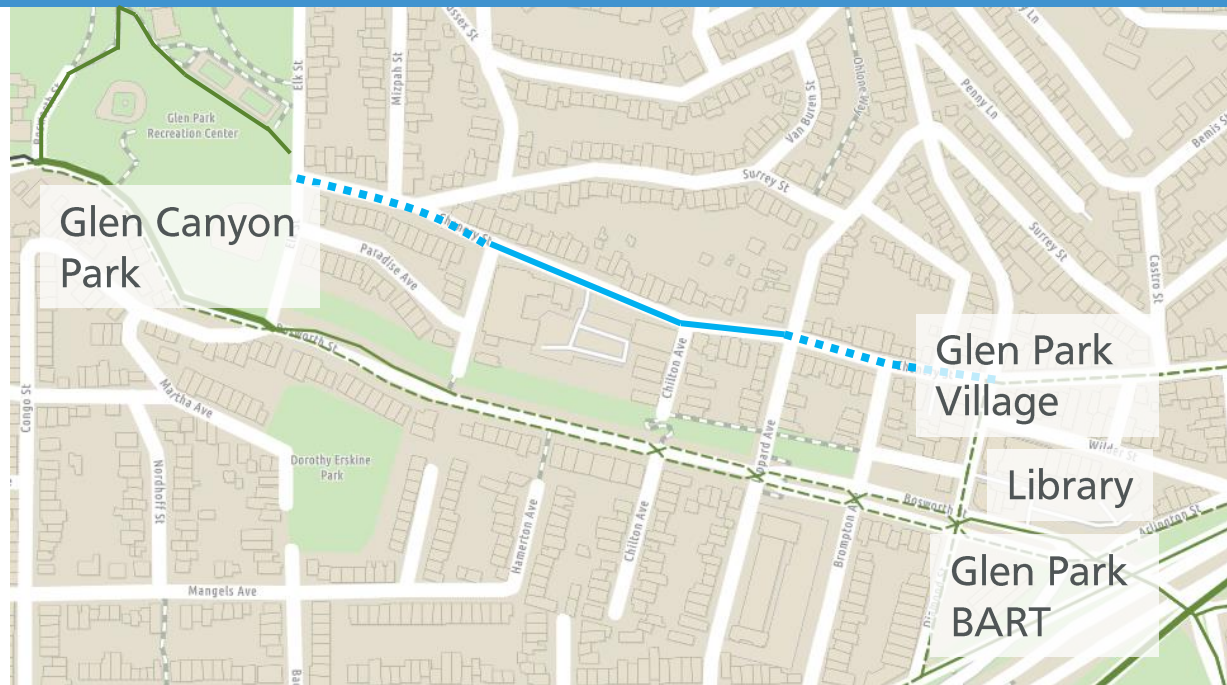 Elk St
Mizpah St
Van Buren St
Ohlone Way
Penny Ln
Bemis St
Glen Park
Recreation Center
Surrey St
Surrey St
Castro St
Glen Canyon
Park
Paradise Ave
Glen Park
Village
Bosworth St
Chilton Ave
Congo St
Martha Ave
Wilder St
Dorothy Erskine
Park
Library
Nordhoff St
Bosworth St
Arlington St
Hamerton Ave
Chilton Ave
Brompton Av
Glen Park
BART
Mangels Ave